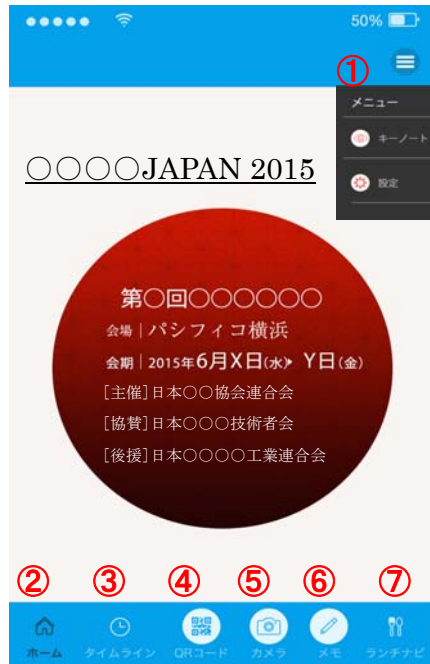 50%
①
メニュー
キーノート
設定
○○○○JAPAN 2015
第○回○○○○○○
会場|パシフィコ横浜
会期|2015年6月X日(水)▸ Y日(金)
[主催]日本○○協会連合会
[協賛]日本○○○技術者会
[後援]日本○○○○工業連合会
② ③ ④ ⑤ ⑥ ⑦
ホーム タイムライン QRコード カメラ メモ ランチナビ